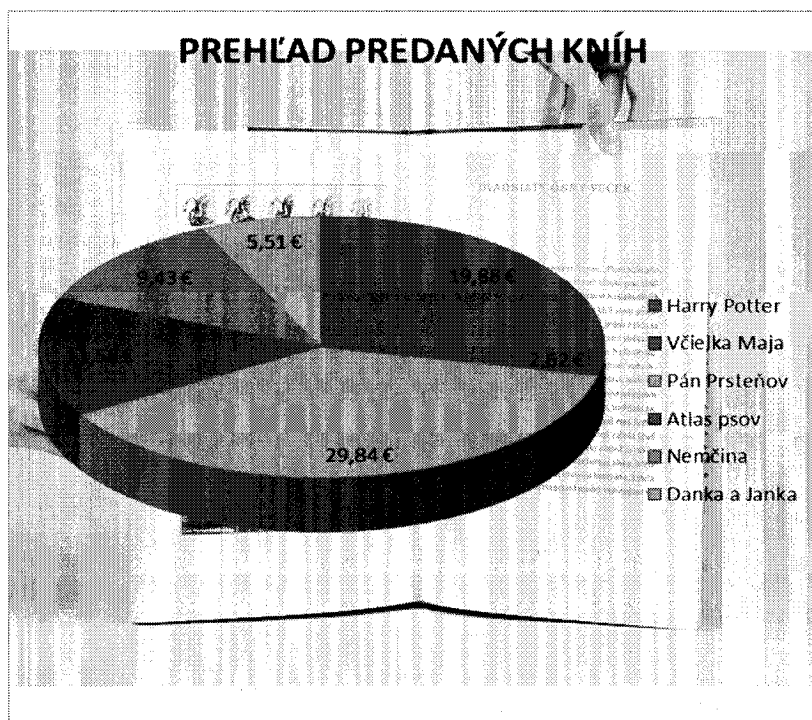 PREHĽAD PREDANÝCH KNÍH
5,51 €
9,43 €
19,88 €
2,62 €
29,84 €
Harry Potter
Včielka Maja
Pán Prsteňov
Atlas psov
Nemčina
Danka a Janka